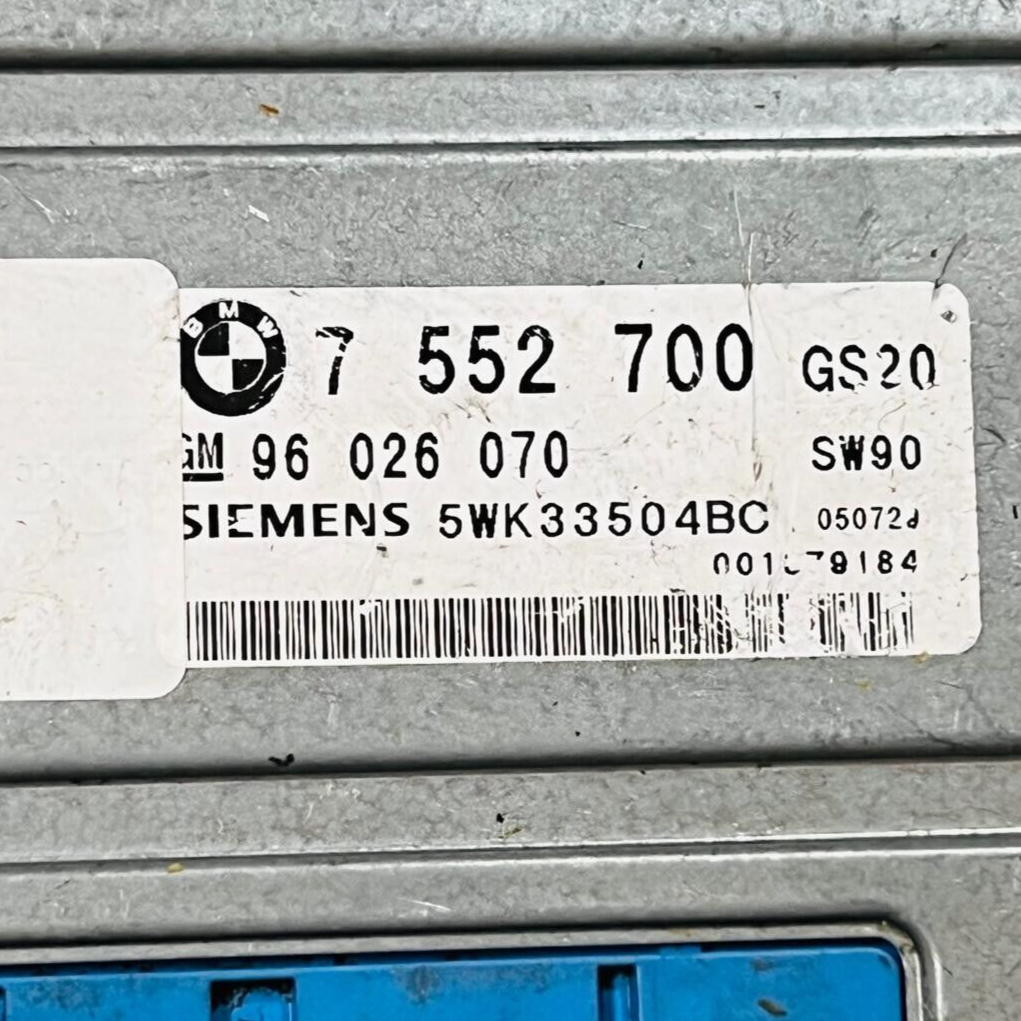 BMW 7 552 700 GS20
GM 96 026 070 SW90
SIEMENS 5WK33504BC